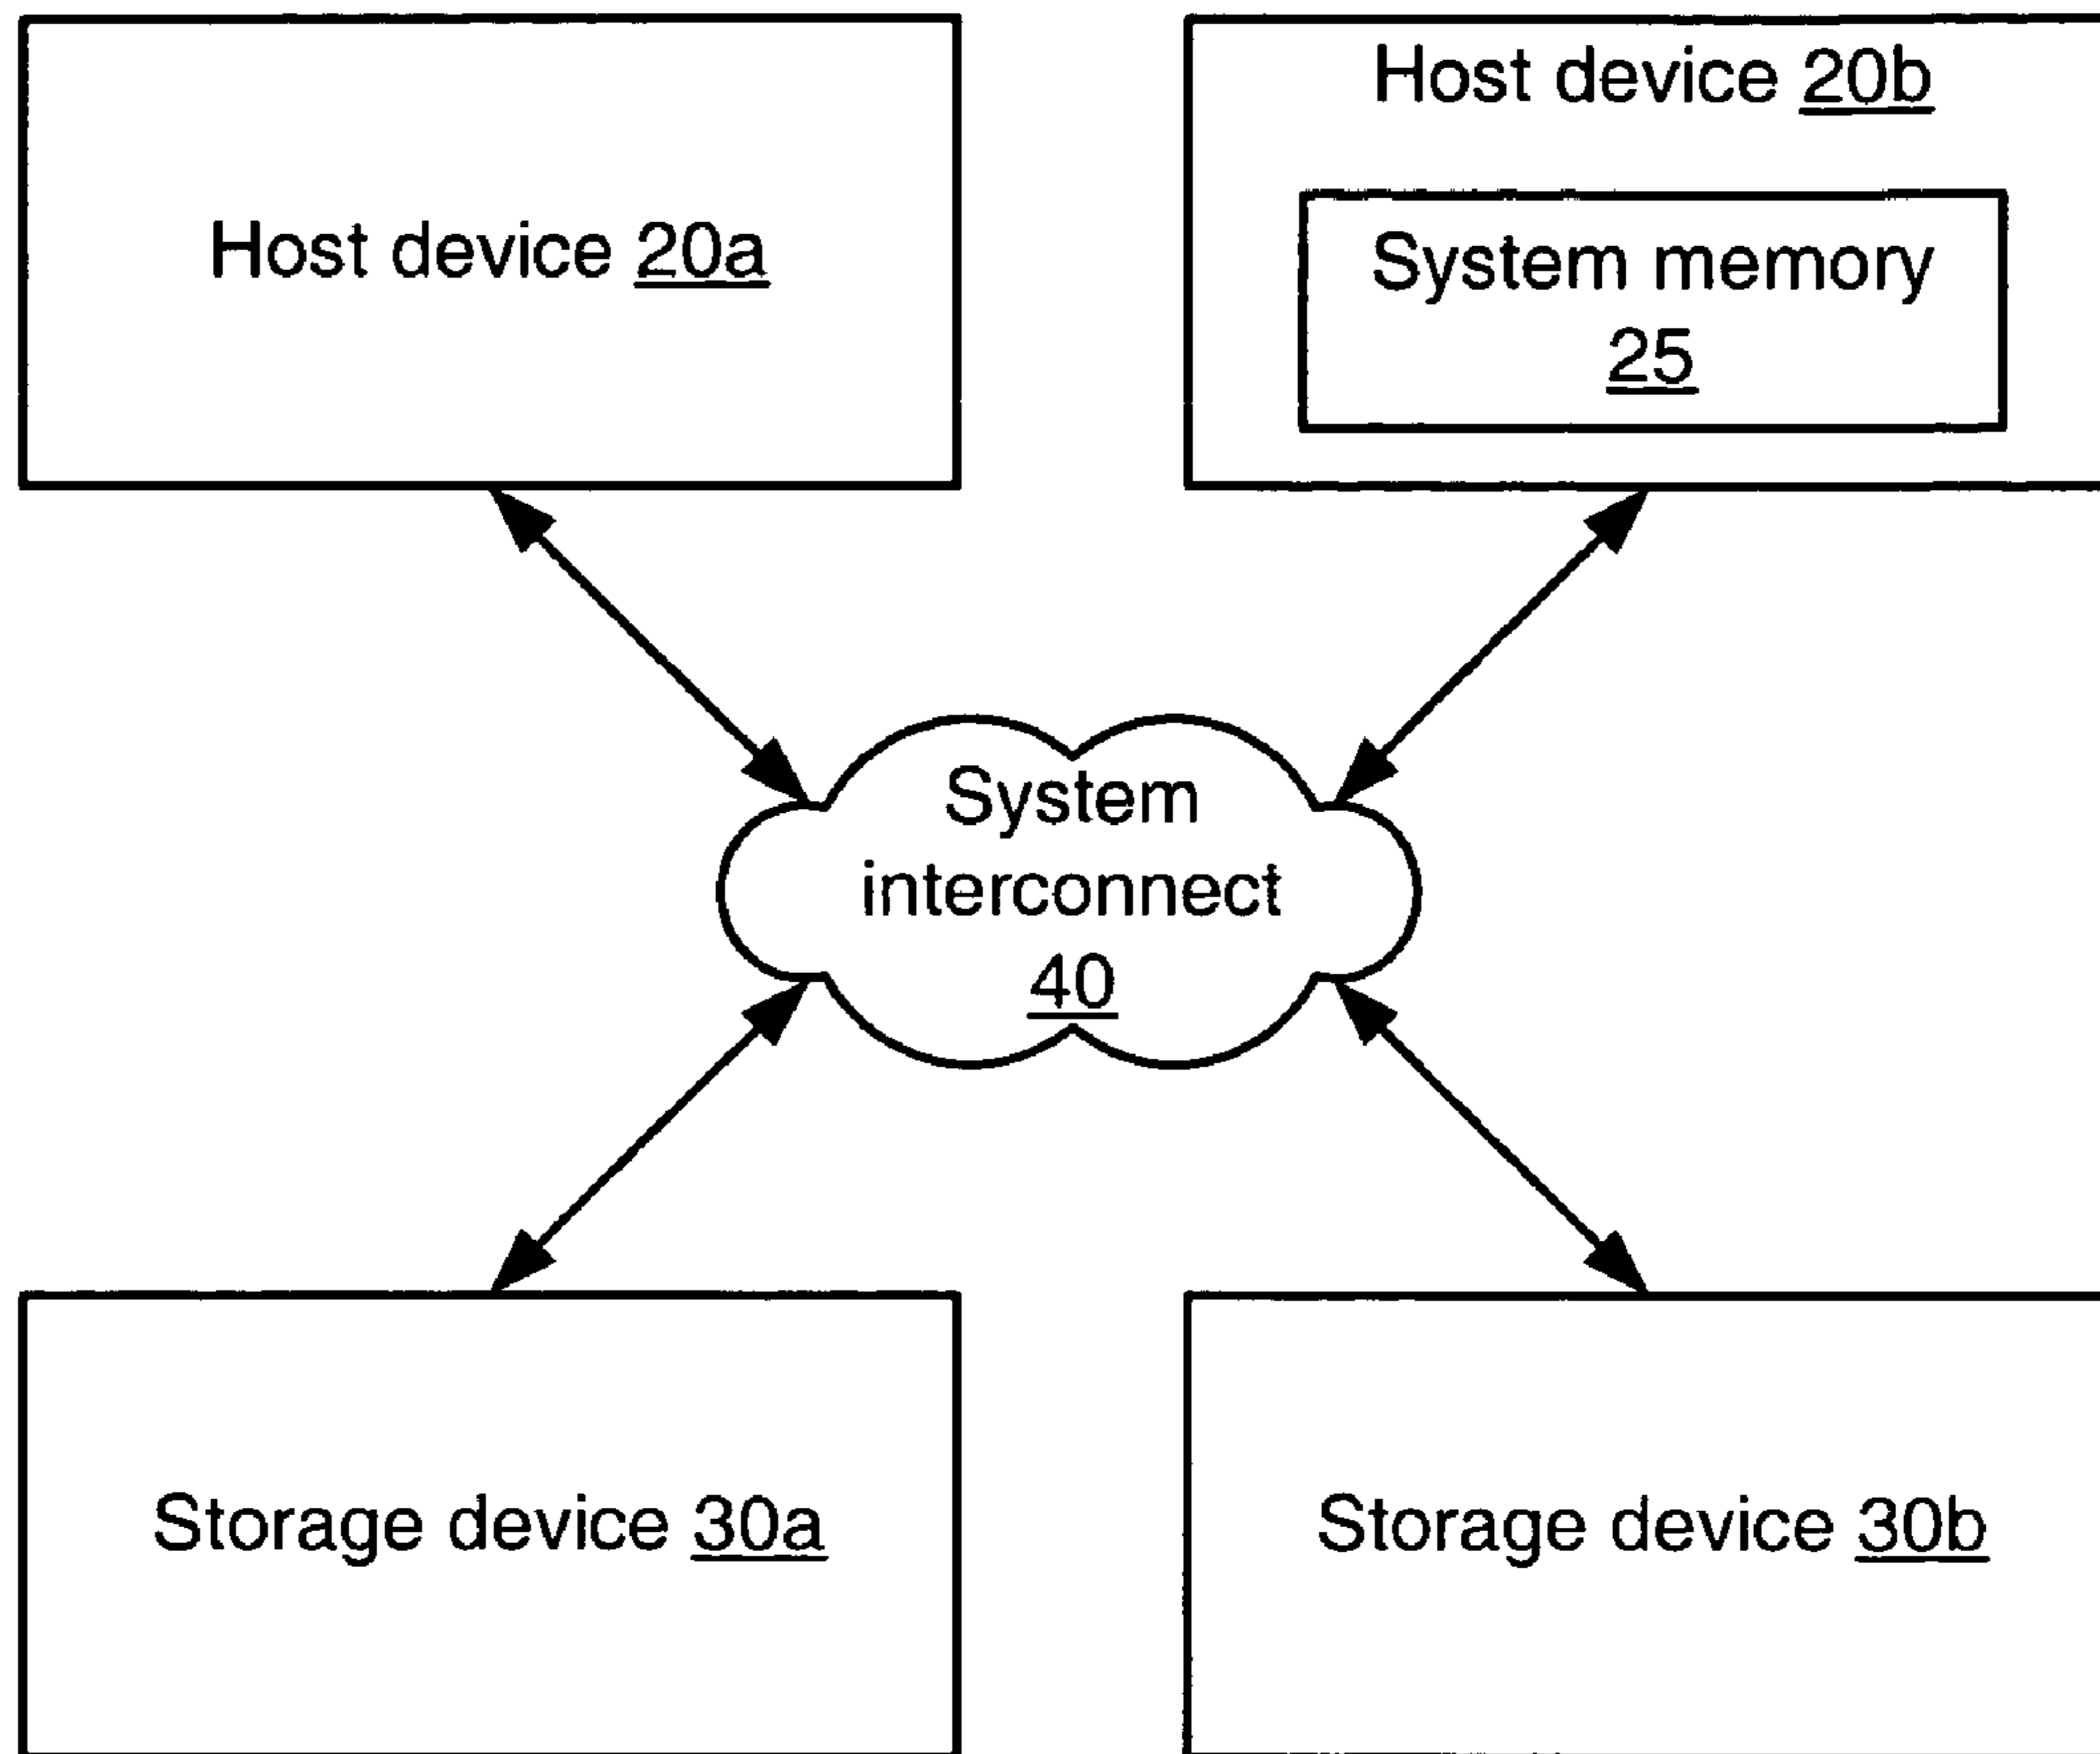 Host device 20a
Host device 20b
System memory
25
System
interconnect
40
Storage device 30a
Storage device 30b